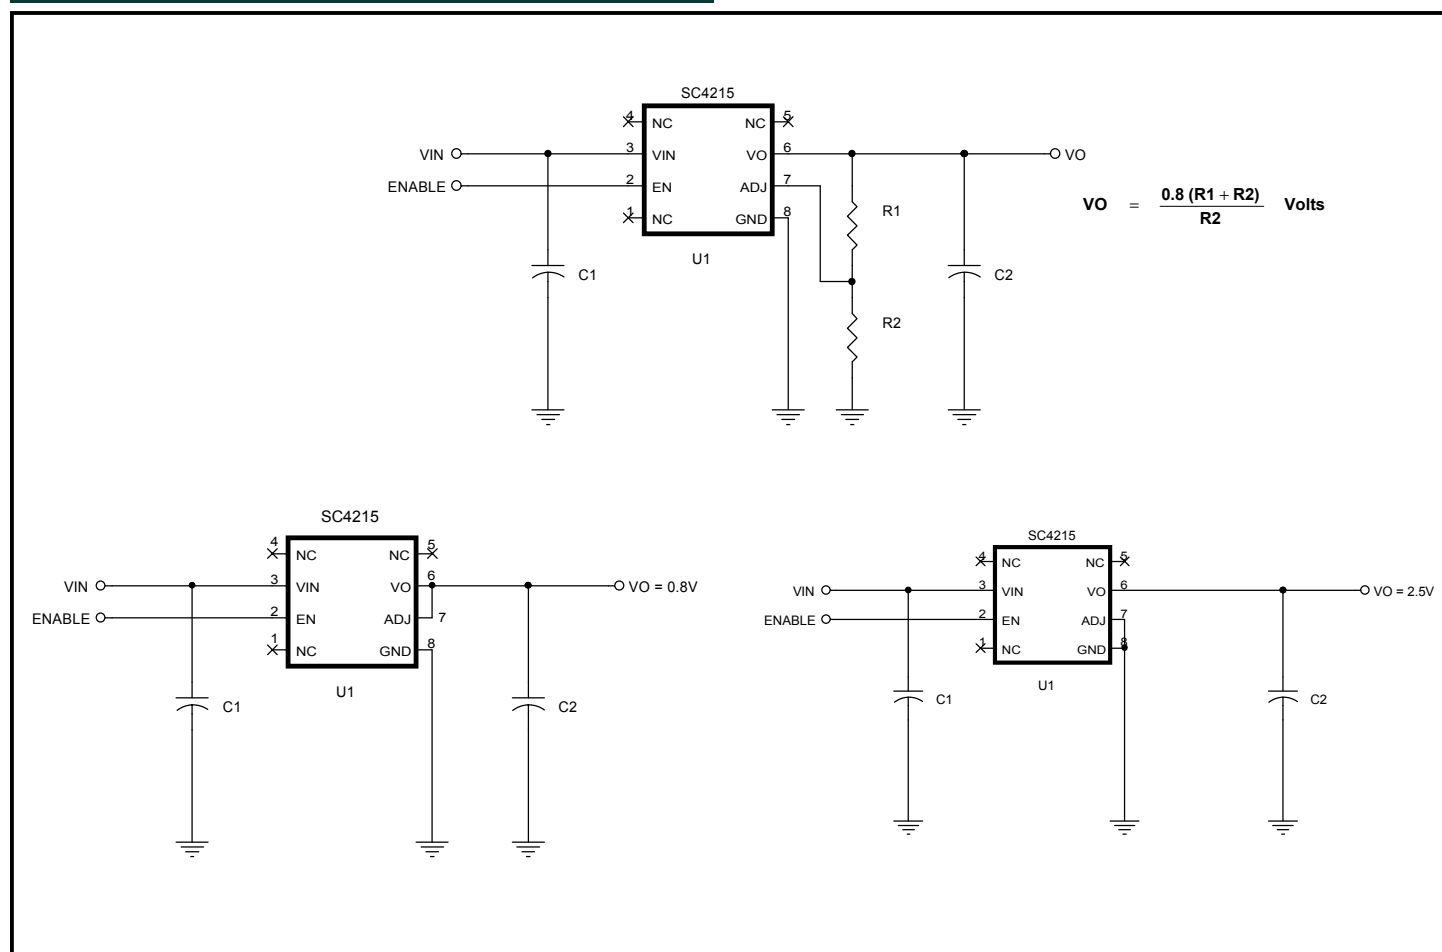 SC4215
4 NC NC 5
VIN 3 VIN VO 6 VO
ENABLE 2 EN ADJ 7
1 NC GND 8
U1
R1
C1
C2
R2
VO = 0.8 (R1 + R2) Volts
R2
SC4215
4 NC NC 5
VIN 3 VIN VO 6 VO = 0.8V
ENABLE 2 EN ADJ 7
1 NC GND 8
U1
C1
C2
SC4215
4 NC NC 5
VIN 3 VIN VO 6 VO = 2.5V
ENABLE 2 EN ADJ 7
1 NC GND 8
U1
C1
C2